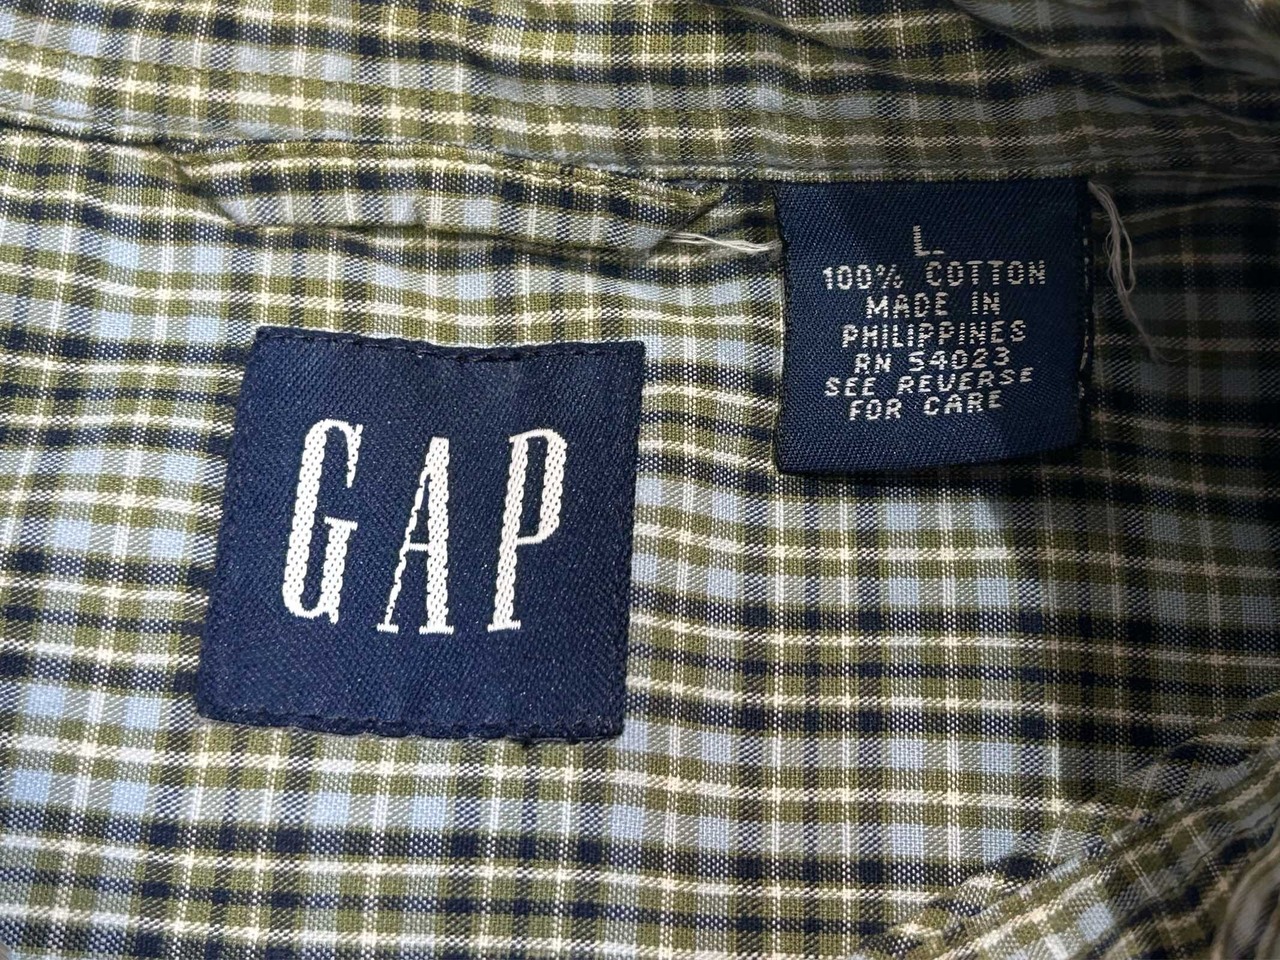 GAP
L
100% COTTON
MADE IN
PHILIPPINES
RN 54023
SEE REVERSE
FOR CARE